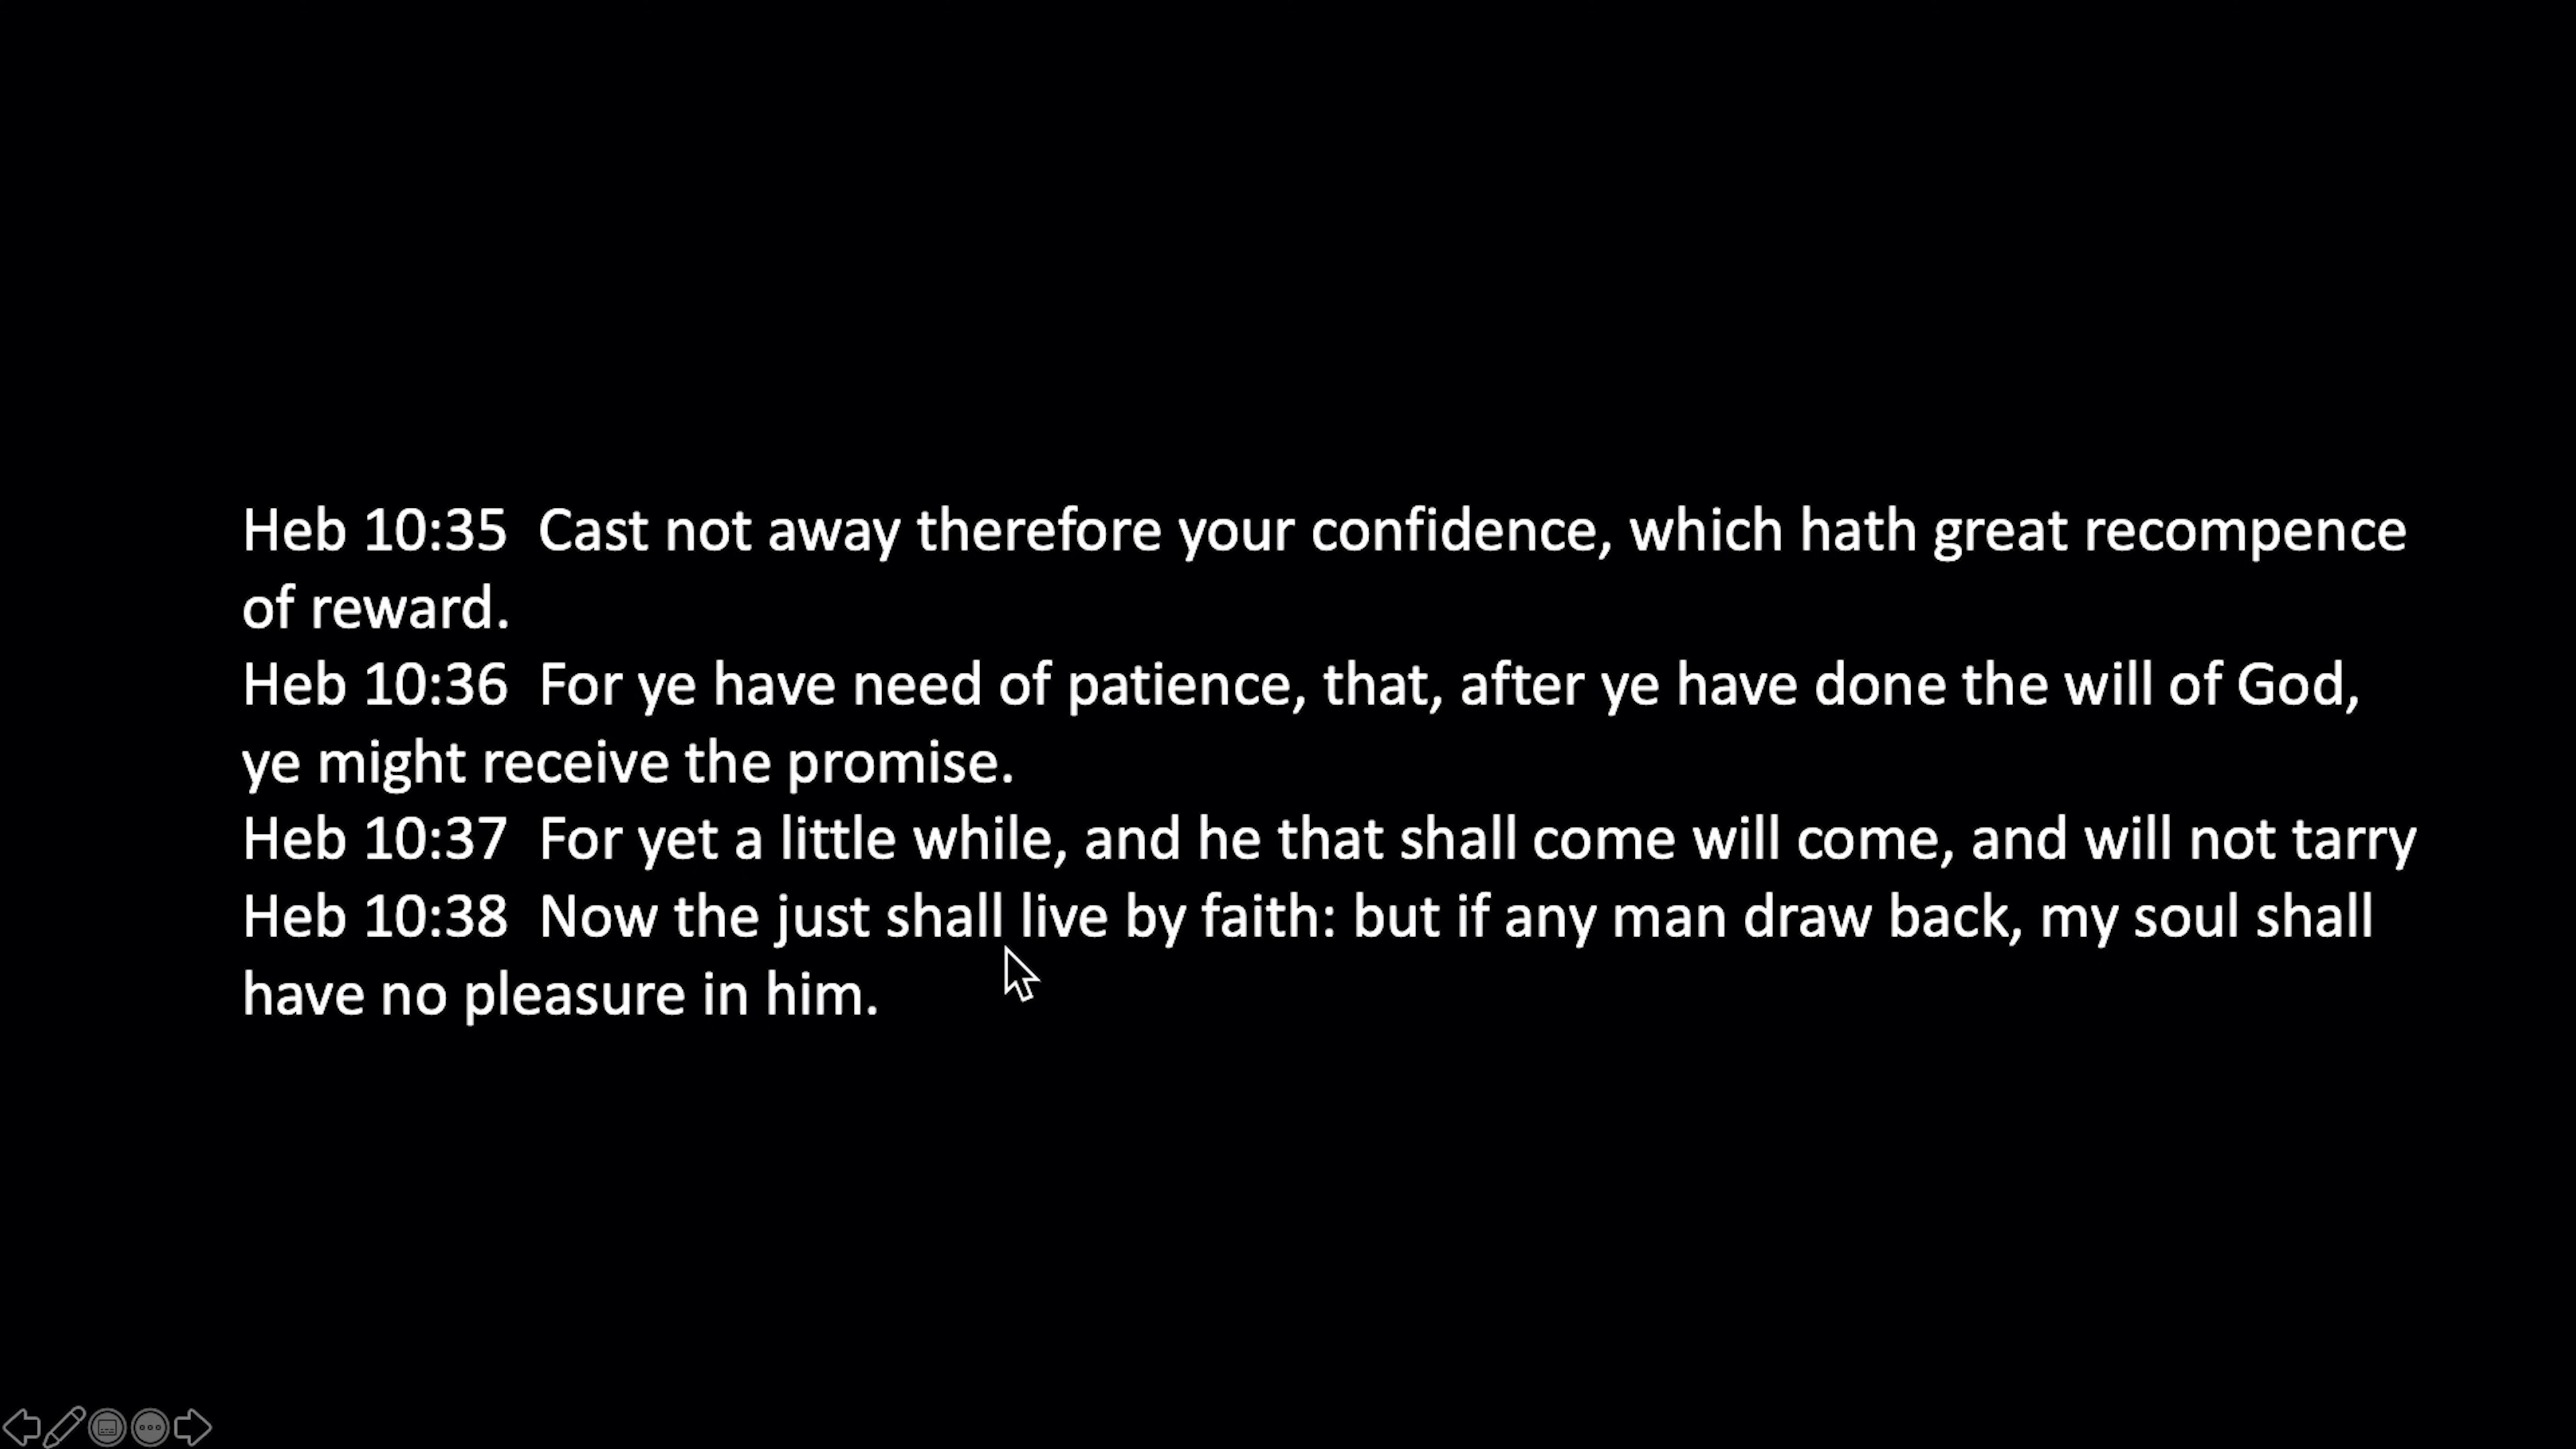 Heb 10:35  Cast not away therefore your confidence, which hath great recompence
of reward.
Heb 10:36  For ye have need of patience, that, after ye have done the will of God,
ye might receive the promise.
Heb 10:37  For yet a little while, and he that shall come will come, and will not tarry
Heb 10:38  Now the just shall live by faith: but if any man draw back, my soul shall
have no pleasure in him.